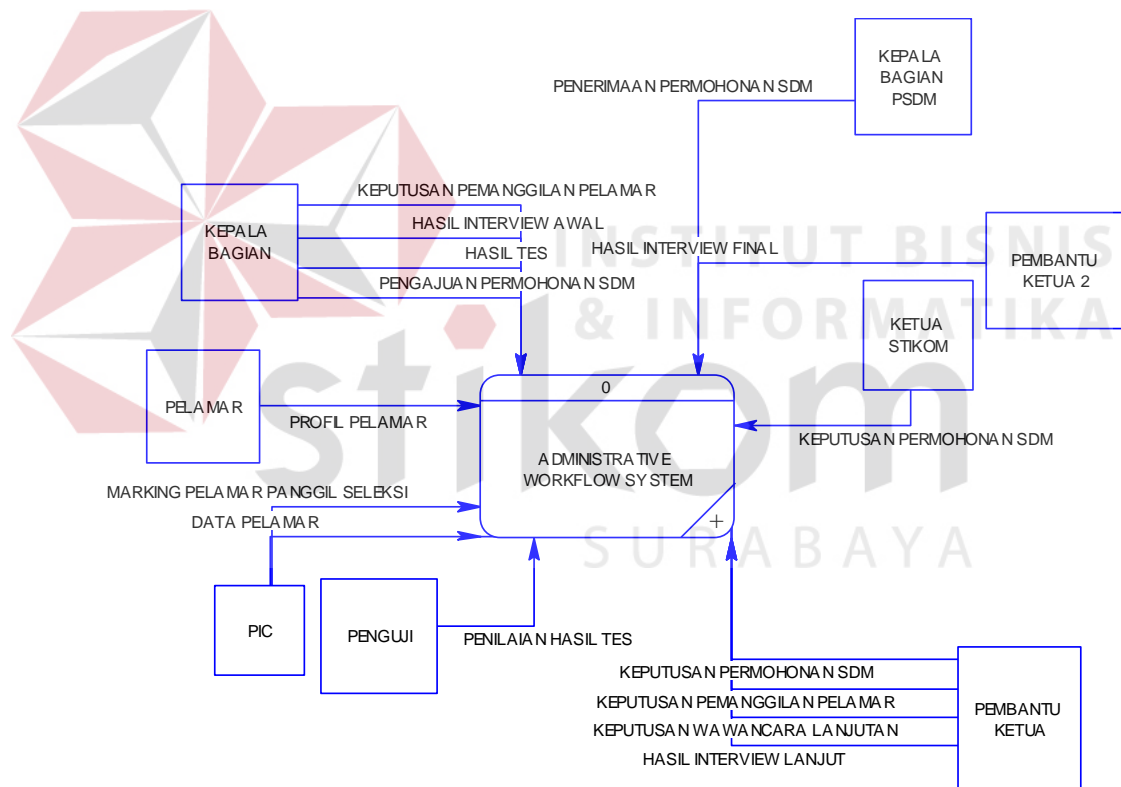 KEPALA
BAGIAN
PSDM
PENERIMAAN PERMOHONAN SDM
KEPUTUSAN PEMANGGILAN PELAMAR
HASIL INTERVIEW AWAL
HASIL TES
PENGAJUAN PERMOHONAN SDM
KEPALA
BAGIAN
INSTITUT BISNIS
& INFORMATIKA
HASIL INTERVIEW FINAL
PEMBANTU
KETUA 2
KETUA
STIKOM
stikom
SURABAYA
PELAMAR
PROFIL PELAMAR
0
ADMINISTRATIVE
WORKFLOW SYSTEM
+
KEPUTUSAN PERMOHONAN SDM
MARKING PELAMAR PANGGIL SELEKSI
DATA PELAMAR
PIC
PENGUJI
PENILAIAN HASIL TES
KEPUTUSAN PERMOHONAN SDM
KEPUTUSAN PEMANGGILAN PELAMAR
KEPUTUSAN WAWANCARA LANJUTAN
HASIL INTERVIEW LANJUT
PEMBANTU
KETUA